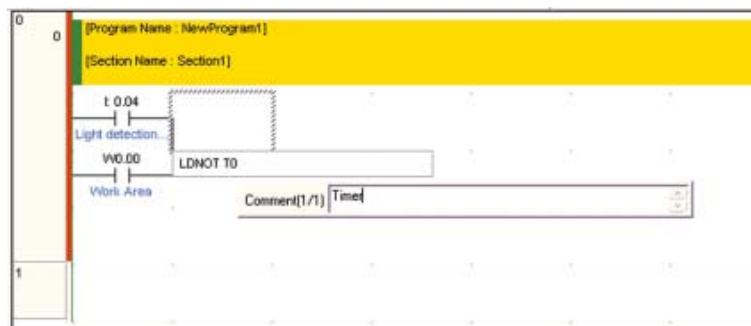 0
0
[Program Name : NewProgram1]
[Section Name : Section1]
I: 0.04
Light detection...
W0.00
LDNOT T0
Work Area
Comment(1/1) Timer
1